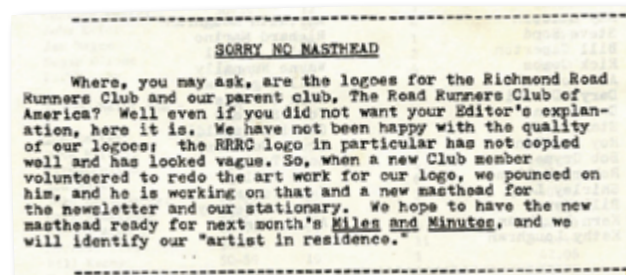 SORRY NO MASTHEAD
Where, you may ask, are the logoes for the Richmond Road
Runners Club and our parent club, The Road Runners Club of
America? Well even if you did not want your Editor's explan-
ation, here it is. We have not been happy with the quality
of our logoes; the RRRC logo in particular has not copied
well and has looked vague. So, when a new Club member
volunteered to redo the art work for our logo, we pounced on
him, and he is working on that and a new masthead for
the newsletter and our stationary. We hope to have the new
masthead ready for next month's Miles and Minutes, and we
will identify our "artist in residence."